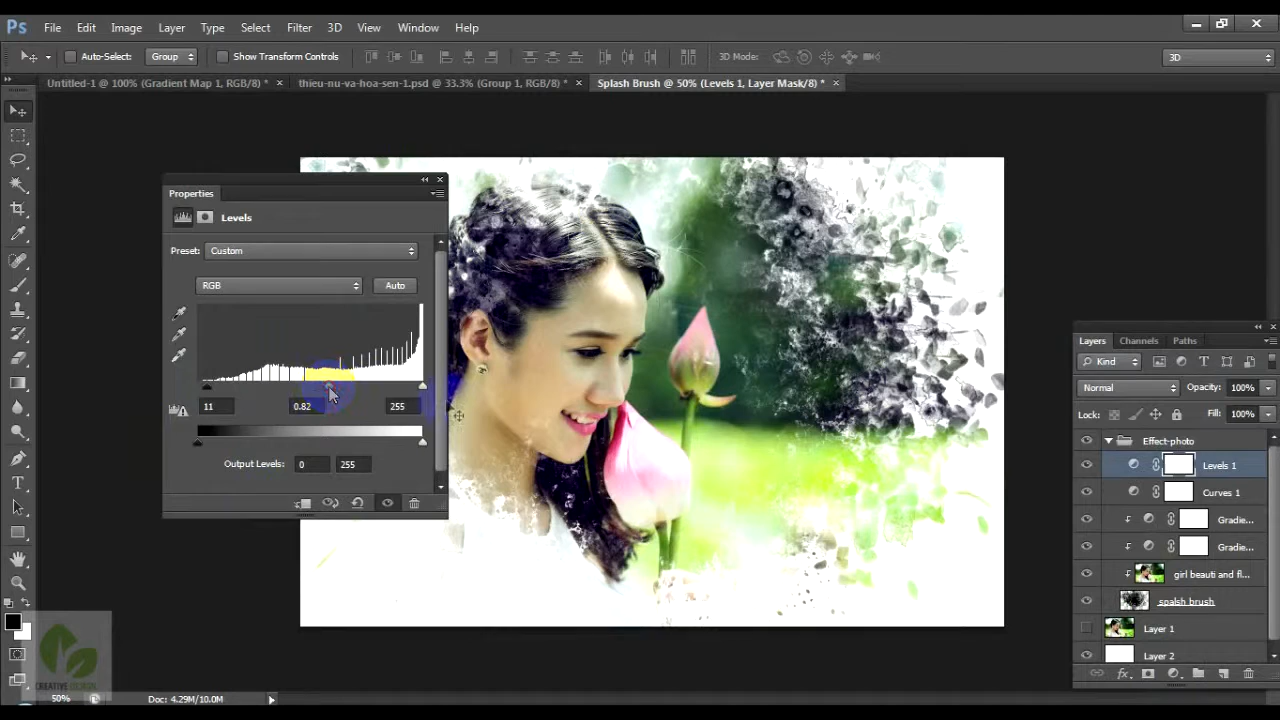 Ps File Edit Image Layer Type Select Filter 3D View Window Help
Auto-Select: Group Show Transform Controls 3D Mode: 3D
Untitled-1 @ 100% (Gradient Map 1, RGB/8) * × thieu-nu-va-hoa-sen-1.psd @ 33.3% (Group 1, RGB/8) * × Splash Brush @ 50% (Levels 1, Layer Mask/8) * ×
Properties
Levels
Preset: Custom
RGB Auto
11 0.82 255
Output Levels: 0 255
Layers Channels Paths
Kind
Normal Opacity: 100%
Lock: Fill: 100%
Effect-photo
Levels 1
Curves 1
Gradie...
Gradie...
girl beauti and fl...
spalsh brush
Layer 1
Layer 2
CREATIVE DESIGN
50% Doc: 4.29M/10.0M